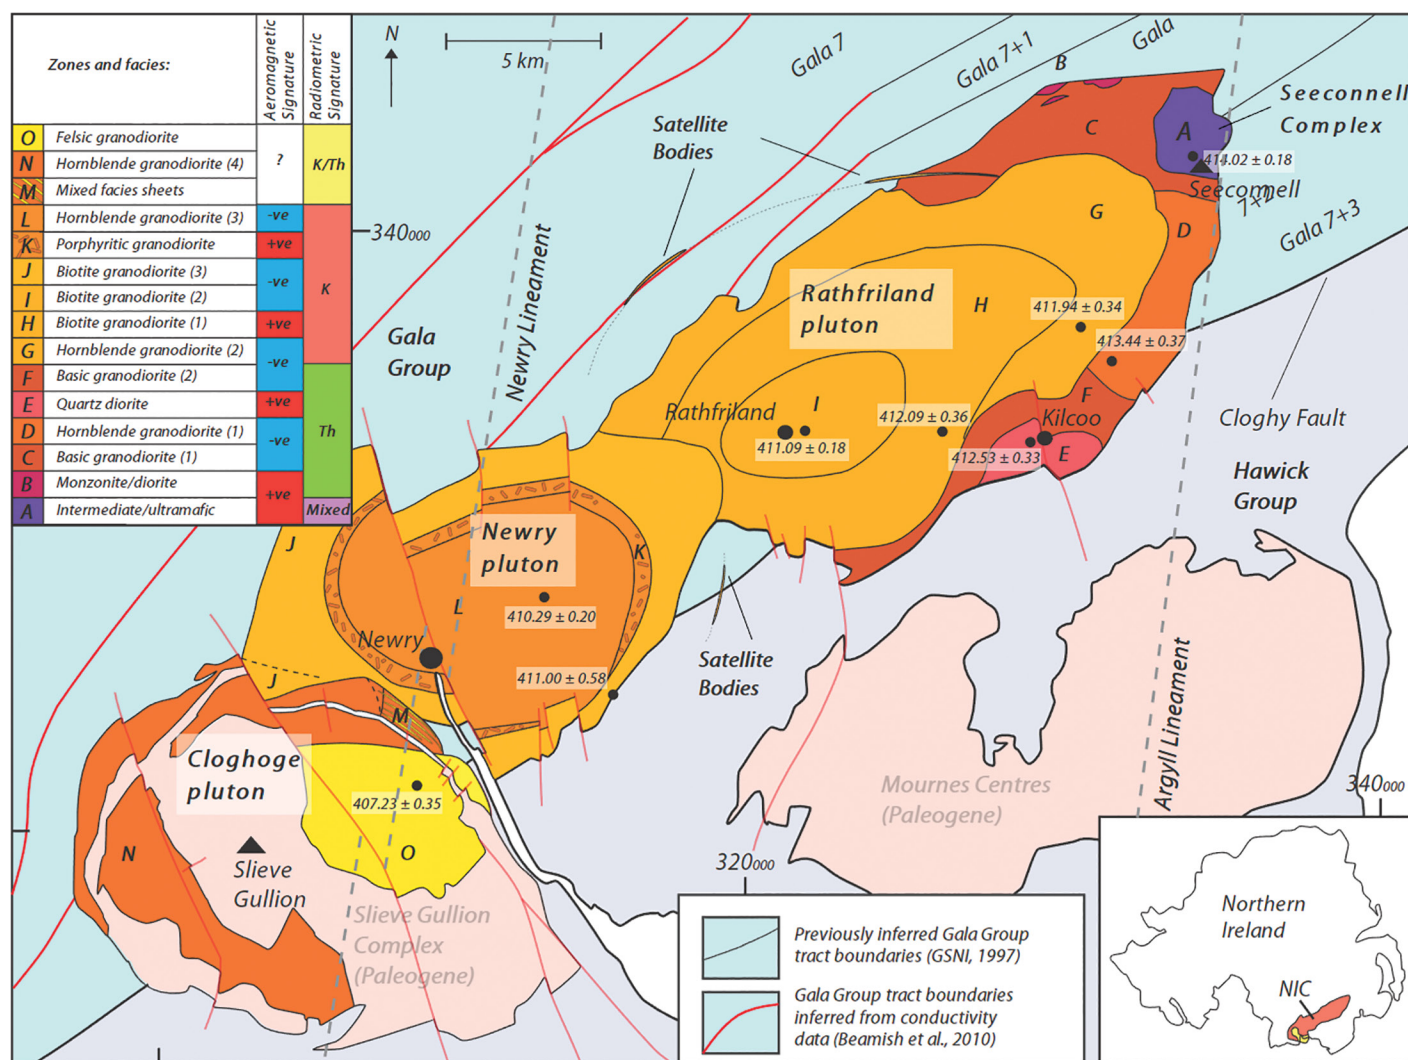 Zones and facies:
Aeromagnetic
Signature
Radiometric
Signature
O Felsic granodiorite
N Hornblende granodiorite (4)
M Mixed facies sheets
L Hornblende granodiorite (3)
K Porphyritic granodiorite
J Biotite granodiorite (3)
I Biotite granodiorite (2)
H Biotite granodiorite (1)
G Hornblende granodiorite (2)
F Basic granodiorite (2)
E Quartz diorite
D Hornblende granodiorite (1)
C Basic granodiorite (1)
B Monzonite/diorite
A Intermediate/ultramafic
?
-ve
+ve
-ve
+ve
-ve
+ve
-ve
+ve
K/Th
K
Th
Mixed
N
5 km
Gala 7
Gala 7+1
Gala
7+2
Gala 7+3
B
C
A
Seeconnell
Complex
414.02 ± 0.18
Seeconnell
Satellite
Bodies
340000
Newry Lineament
Gala
Group
G
D
Rathfriland
pluton
H
411.94 ± 0.34
413.44 ± 0.37
F
Kilcoo
Cloghy Fault
Rathfriland
I
411.09 ± 0.18
412.09 ± 0.36
412.53 ± 0.33
E
Hawick
Group
J
Newry
pluton
K
410.29 ± 0.20
L
Newry
411.00 ± 0.58
Satellite
Bodies
Argyll Lineament
J
M
Cloghoge
pluton
407.23 ± 0.35
N
O
Slieve
Gullion
Slieve Gullion
Complex
(Paleogene)
Mournes Centres
(Paleogene)
340000
320000
Previously inferred Gala Group
tract boundaries (GSNI, 1997)
Gala Group tract boundaries
inferred from conductivity
data (Beamish et al., 2010)
Northern
Ireland
NIC